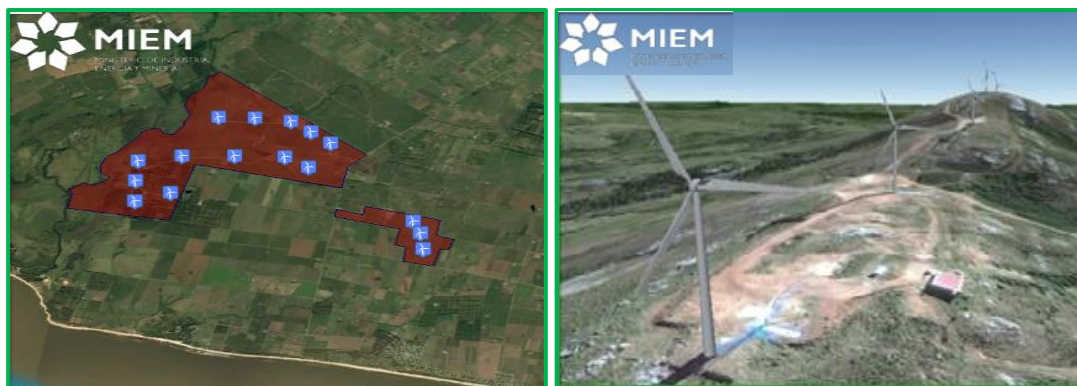 MIEM
MINISTERIO DE INDUSTRIA,
ENERGÍA Y MINERÍA
MIEM